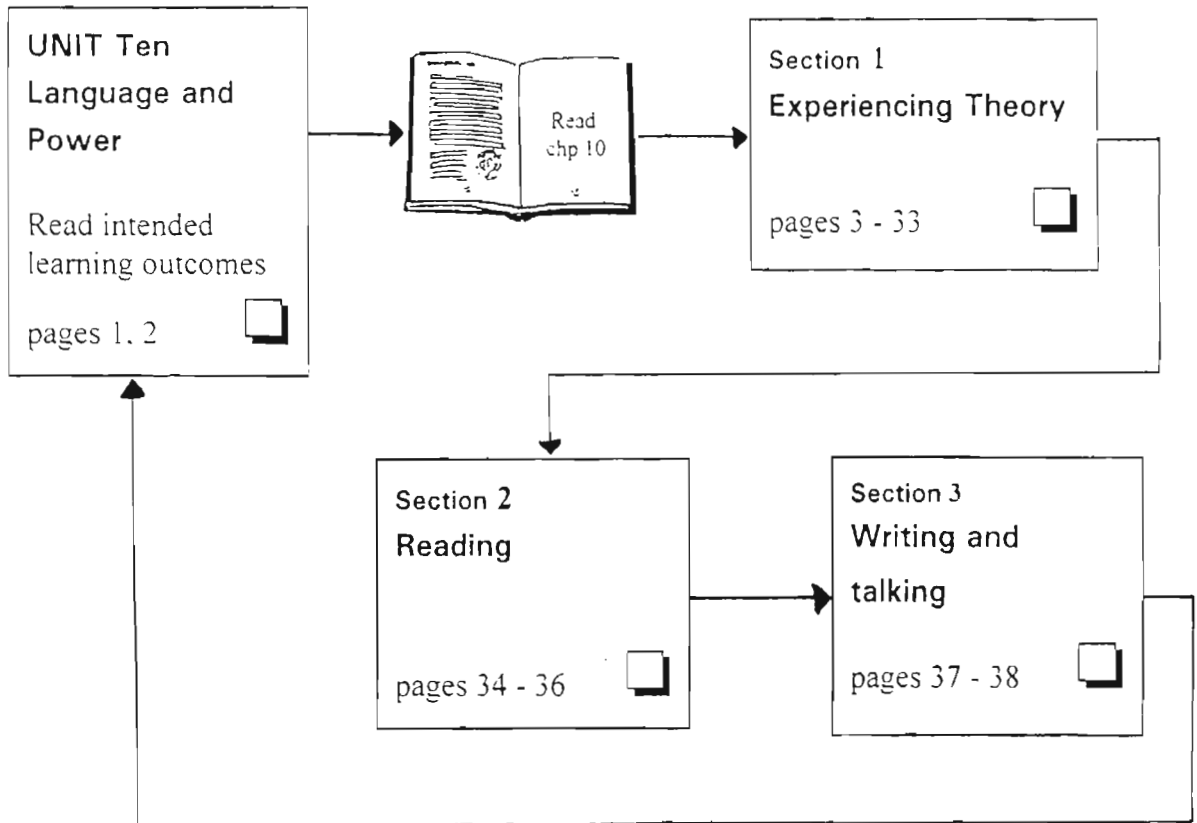 UNIT Ten
Language and
Power
Read intended
learning outcomes
pages 1, 2
Read
chp 10
Section 1
Experiencing Theory
pages 3 - 33
Section 2
Reading
pages 34 - 36
Section 3
Writing and
talking
pages 37 - 38